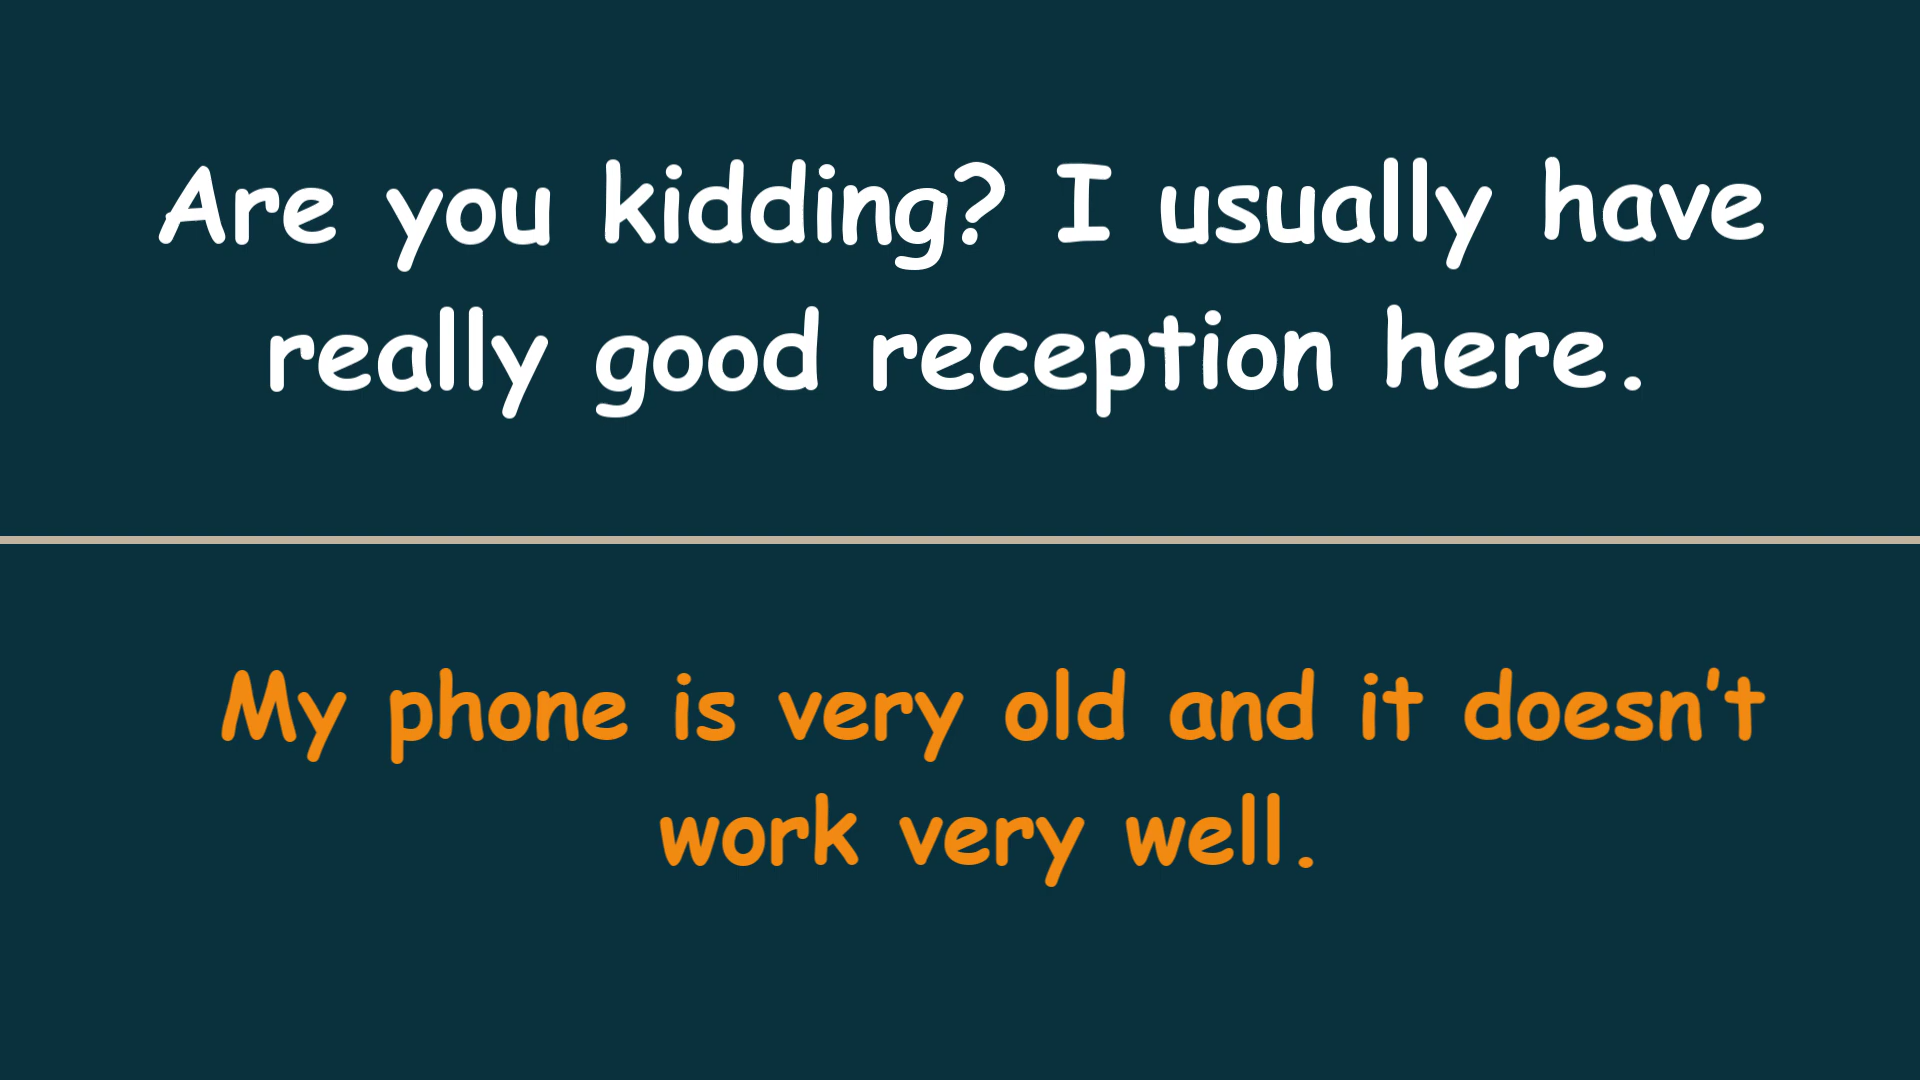 Are you kidding? I usually have
really good reception here.
My phone is very old and it doesn't
work very well.